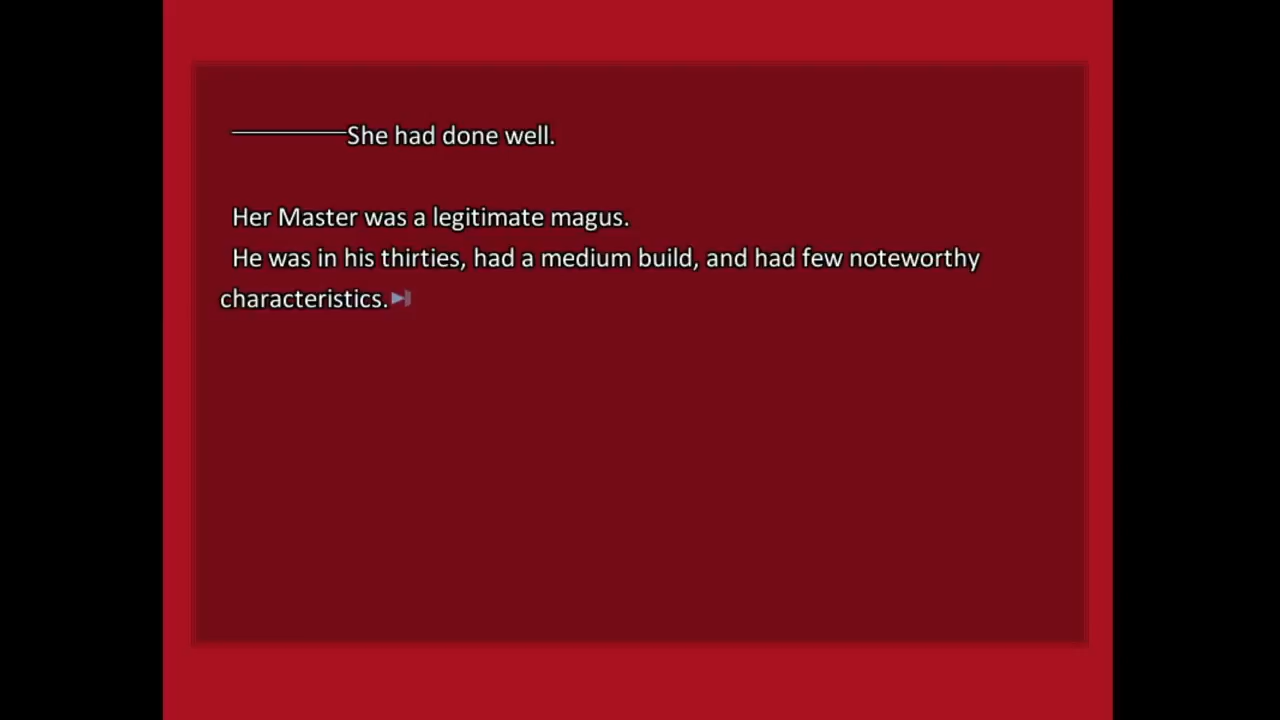 ————She had done well.
Her Master was a legitimate magus.
He was in his thirties, had a medium build, and had few noteworthy
characteristics.